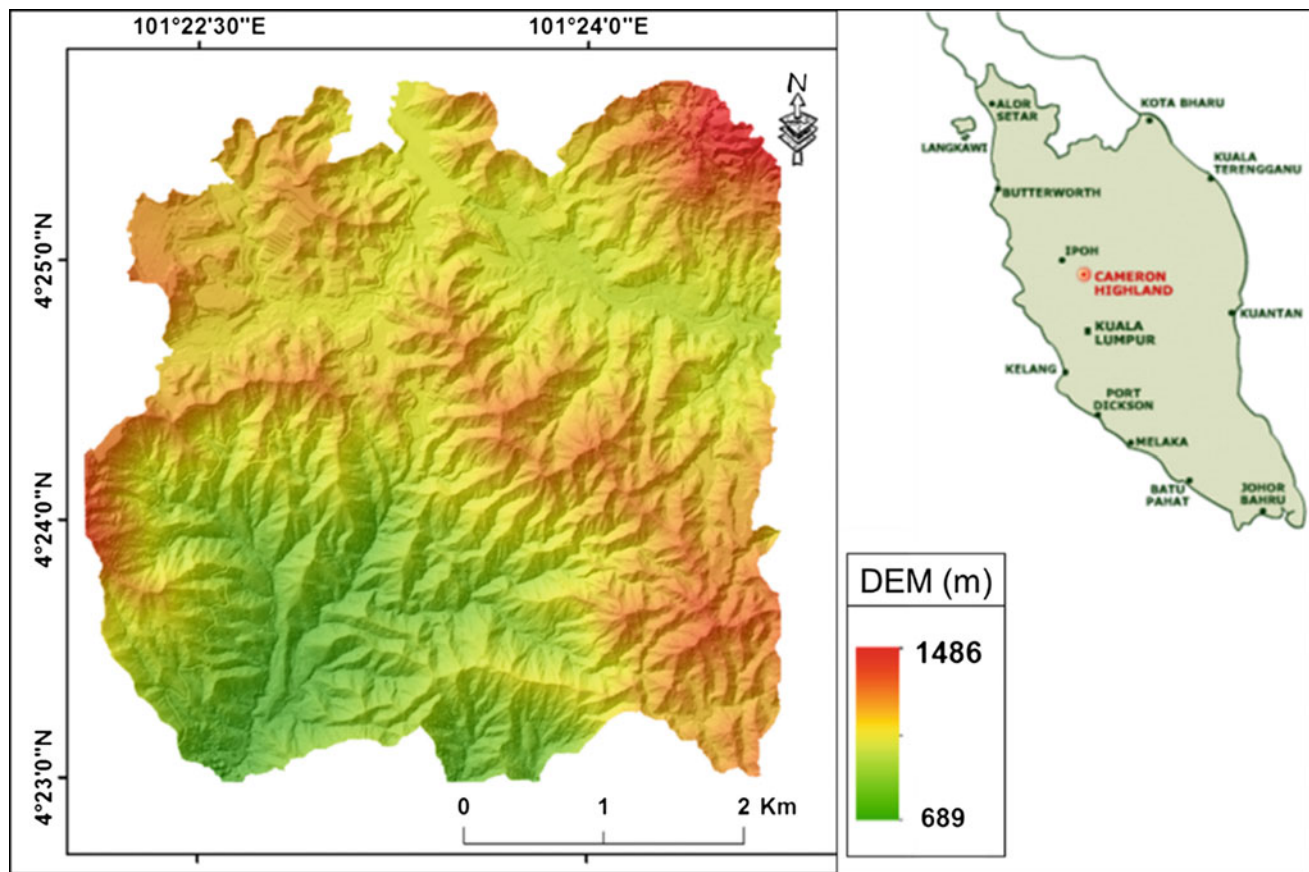 101°22'30"E
101°24'0"E
4°25'0"N
4°24'0"N
4°23'0"N
N
0 1 2 Km
ALOR
SETAR
KOTA BHARU
LANGKAWI
KUALA
TERENGGANU
BUTTERWORTH
IPOH
CAMERON
HIGHLAND
KUANTAN
KUALA
LUMPUR
KELANG
PORT
DICKSON
MELAKA
BATU
PAHAT
JOHOR
BAHRU
DEM (m)
1486
689